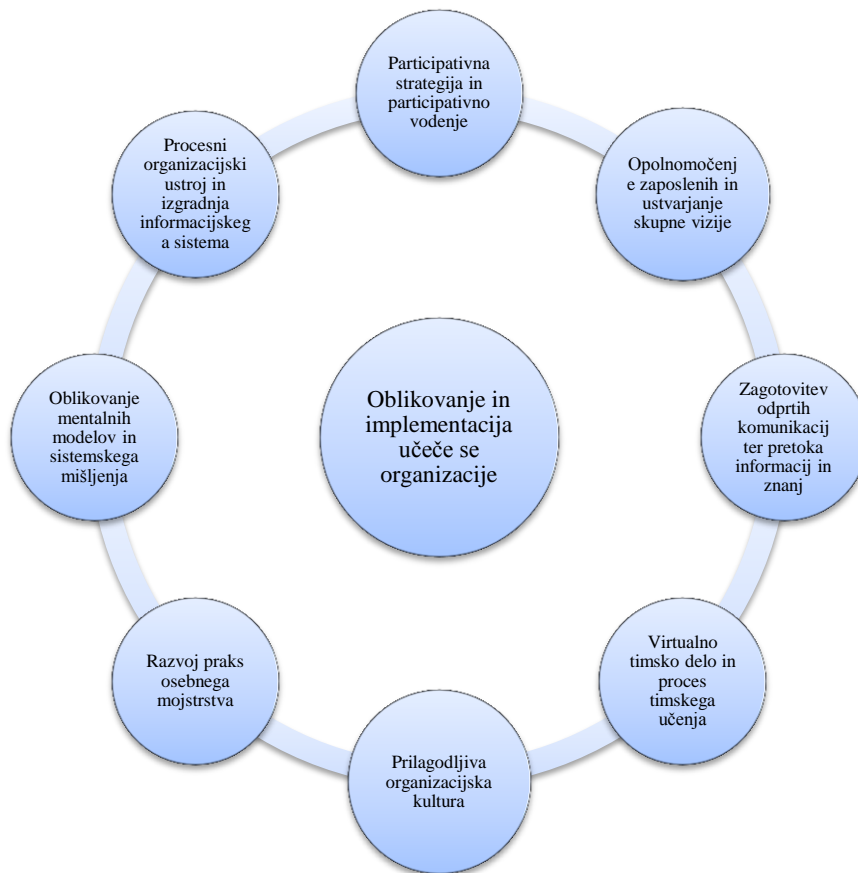 Participativna
strategija in
participativno
vodenje
Opolnomočenj
e zaposlenih in
ustvarjanje
skupne vizije
Zagotovitev
odprtih
komunikacij
ter pretoka
informacij in
znanj
Virtualno
timsko delo in
proces
timskega
učenja
Prilagodljiva
organizacijska
kultura
Razvoj praks
osebnega
mojstrstva
Oblikovanje
mentalnih
modelov in
sistemskega
mišljenja
Procesni
organizacijski
ustroj in
izgradnja
informacijskeg
a sistema
Oblikovanje in
implementacija
učeče se
organizacije